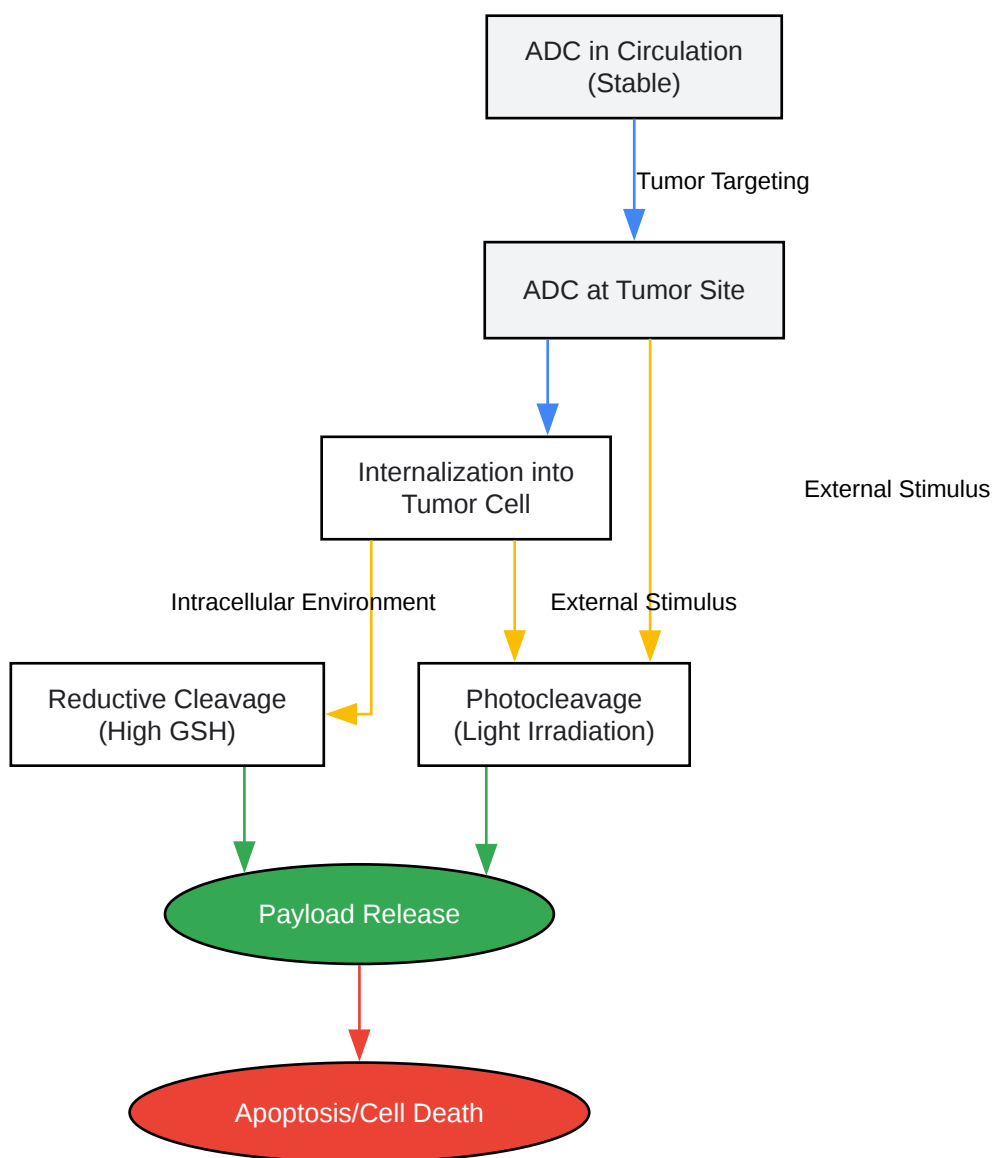 ADC in Circulation
(Stable)
Tumor Targeting
ADC at Tumor Site
Internalization into
Tumor Cell
External Stimulus
Intracellular Environment
External Stimulus
Reductive Cleavage
(High GSH)
Photocleavage
(Light Irradiation)
Payload Release
Apoptosis/Cell Death